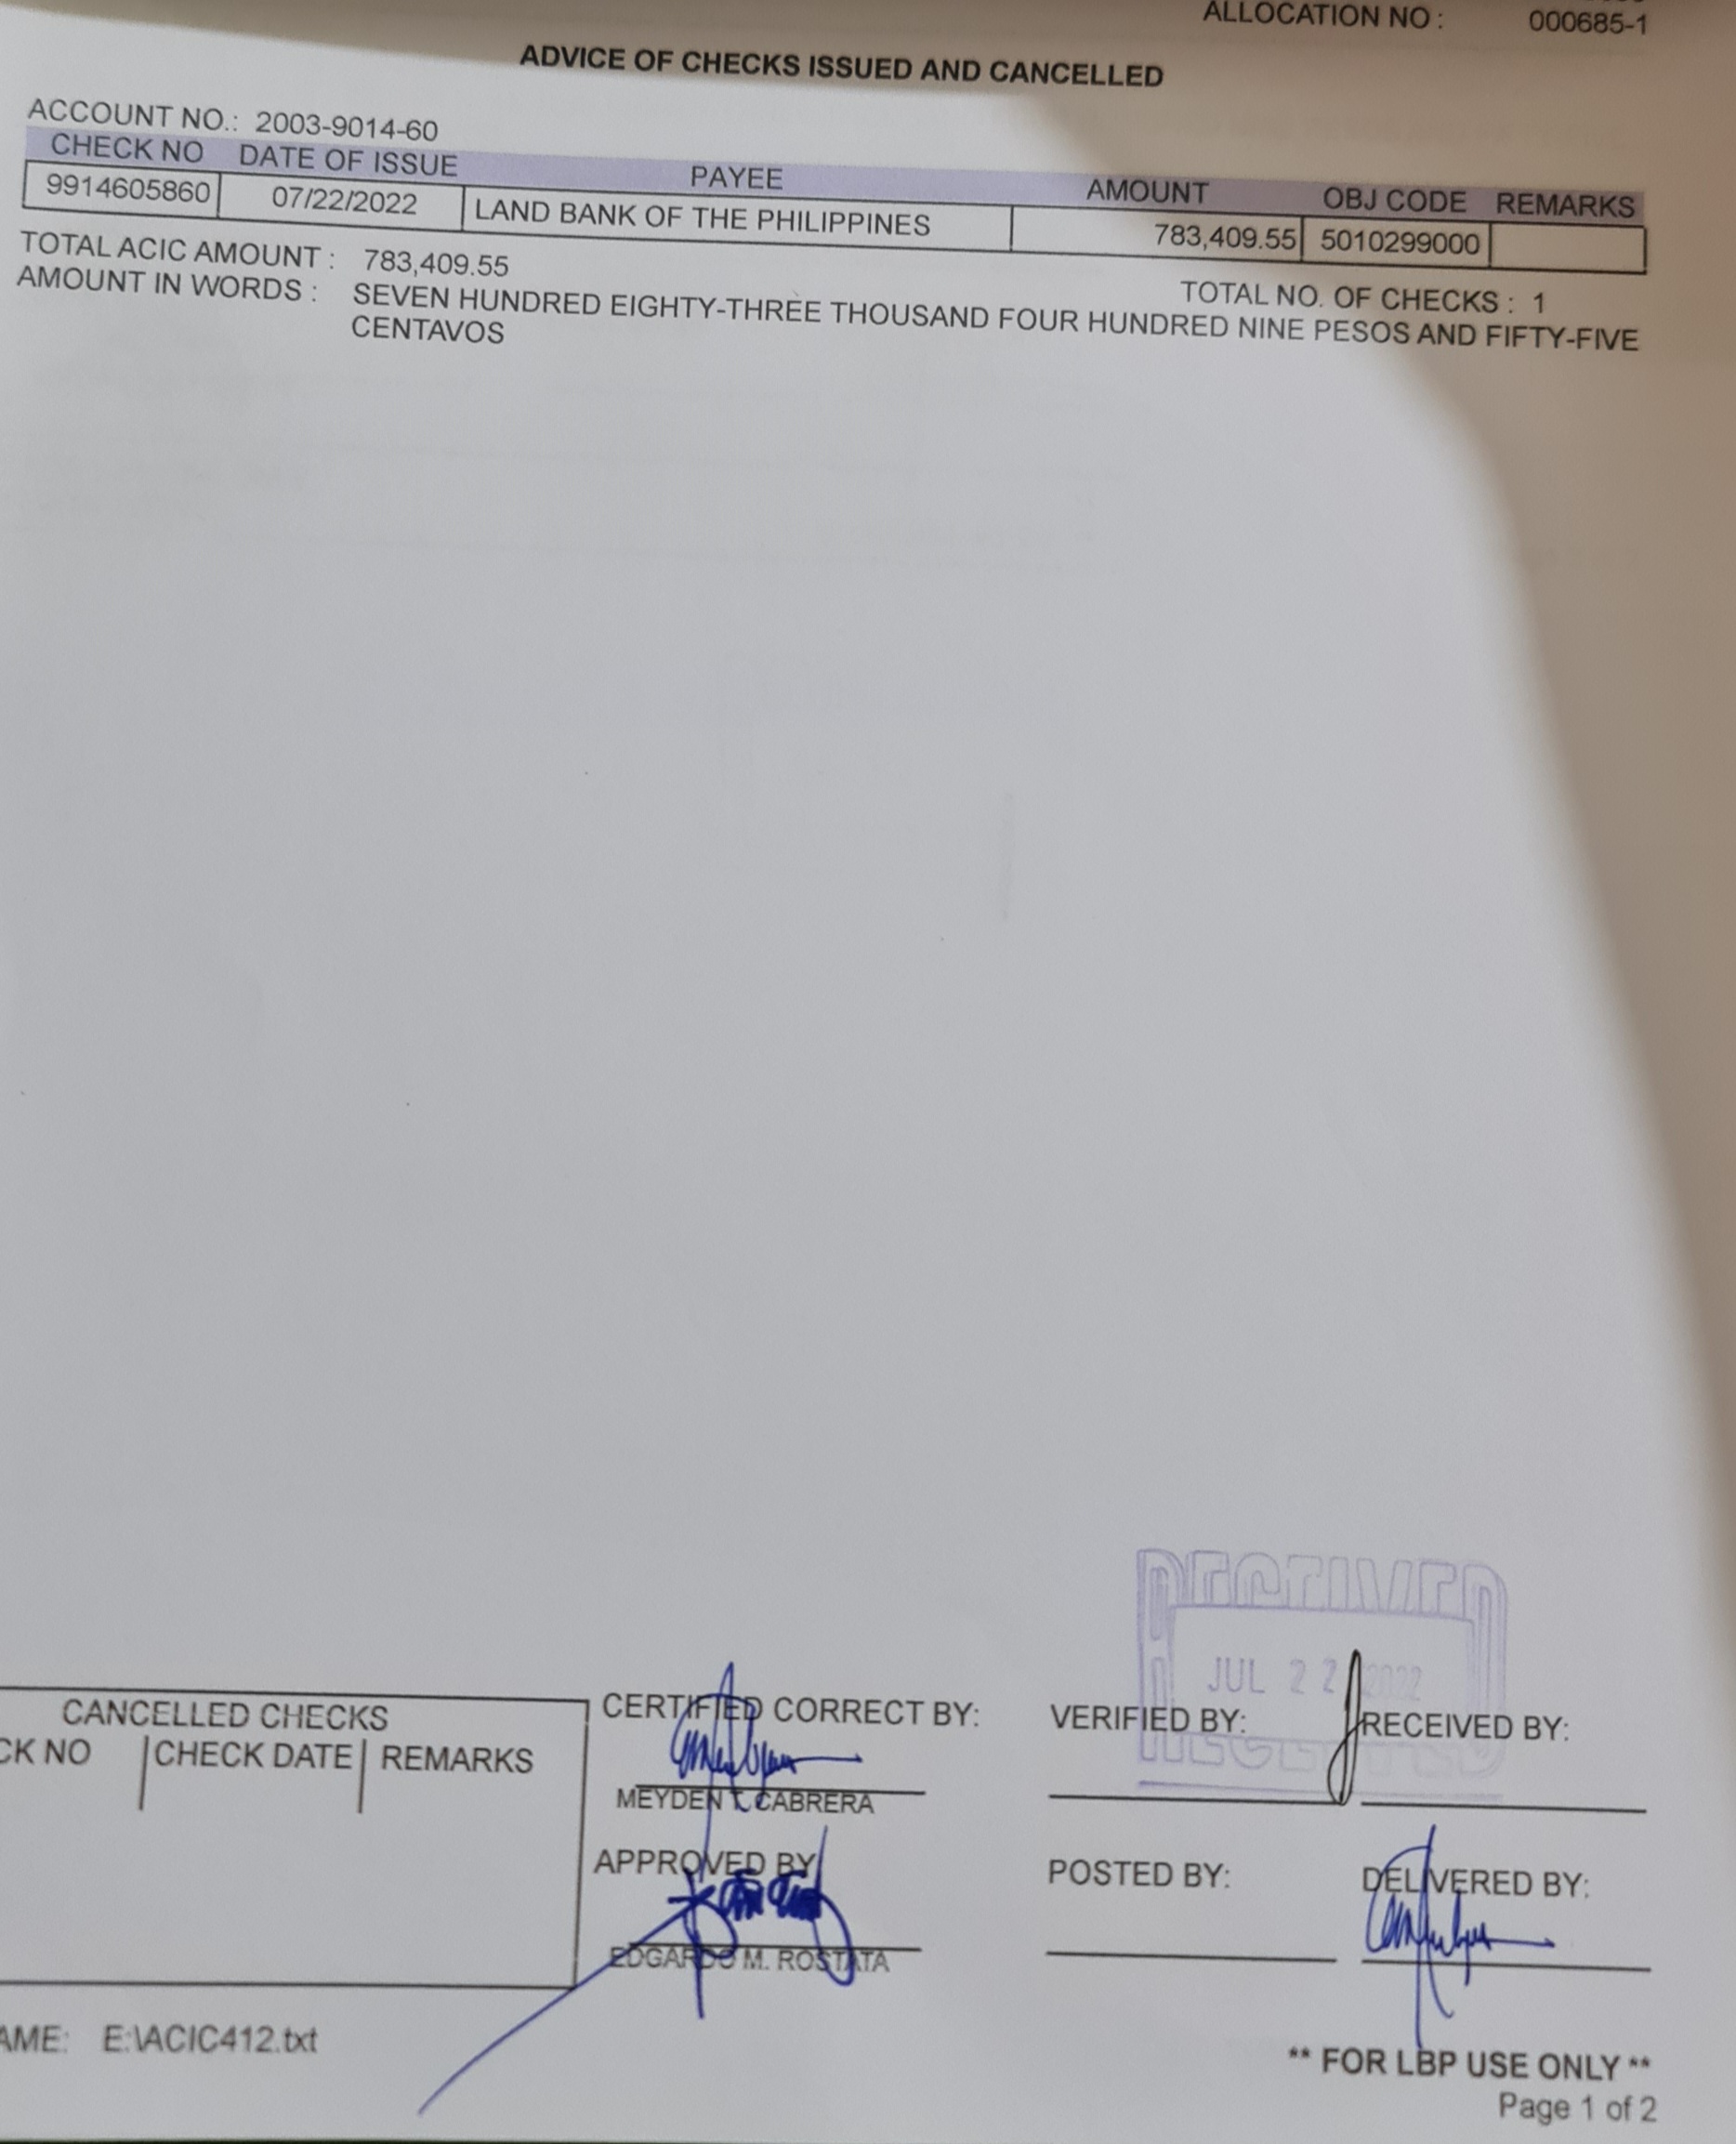 ALLOCATION NO : 000685-1
ADVICE OF CHECKS ISSUED AND CANCELLED
ACCOUNT NO.: 2003-9014-60
CHECK NO DATE OF ISSUE PAYEE AMOUNT OBJ CODE REMARKS
9914605860 07/22/2022 LAND BANK OF THE PHILIPPINES 783,409.55 5010299000
TOTAL ACIC AMOUNT : 783,409.55 TOTAL NO. OF CHECKS : 1
AMOUNT IN WORDS : SEVEN HUNDRED EIGHTY-THREE THOUSAND FOUR HUNDRED NINE PESOS AND FIFTY-FIVE
CENTAVOS
RECEIVED
JUL 22 2022
RECEIVED
CANCELLED CHECKS
CK NO CHECK DATE REMARKS
CERTIFIED CORRECT BY: VERIFIED BY: RECEIVED BY:
MEYDEN T. CABRERA
APPROVED BY POSTED BY: DELIVERED BY:
EDGARDO M. ROSTATA
AME: E:\ACIC412.txt
** FOR LBP USE ONLY **
Page 1 of 2